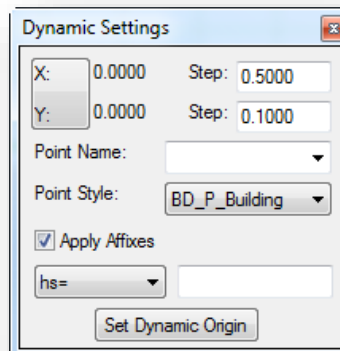 Dynamic Settings
X: 0.0000 Step: 0.5000
Y: 0.0000 Step: 0.1000
Point Name:
Point Style: BD_P_Building
Apply Affixes
hs=
Set Dynamic Origin